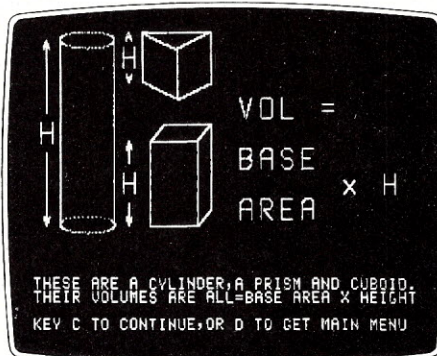 H
H
H
VOL =
BASE
AREA
x H
THESE ARE A CYLINDER,A PRISM AND CUBOID.
THEIR VOLUMES ARE ALL=BASE AREA X HEIGHT
KEY C TO CONTINUE,OR D TO GET MAIN MENU